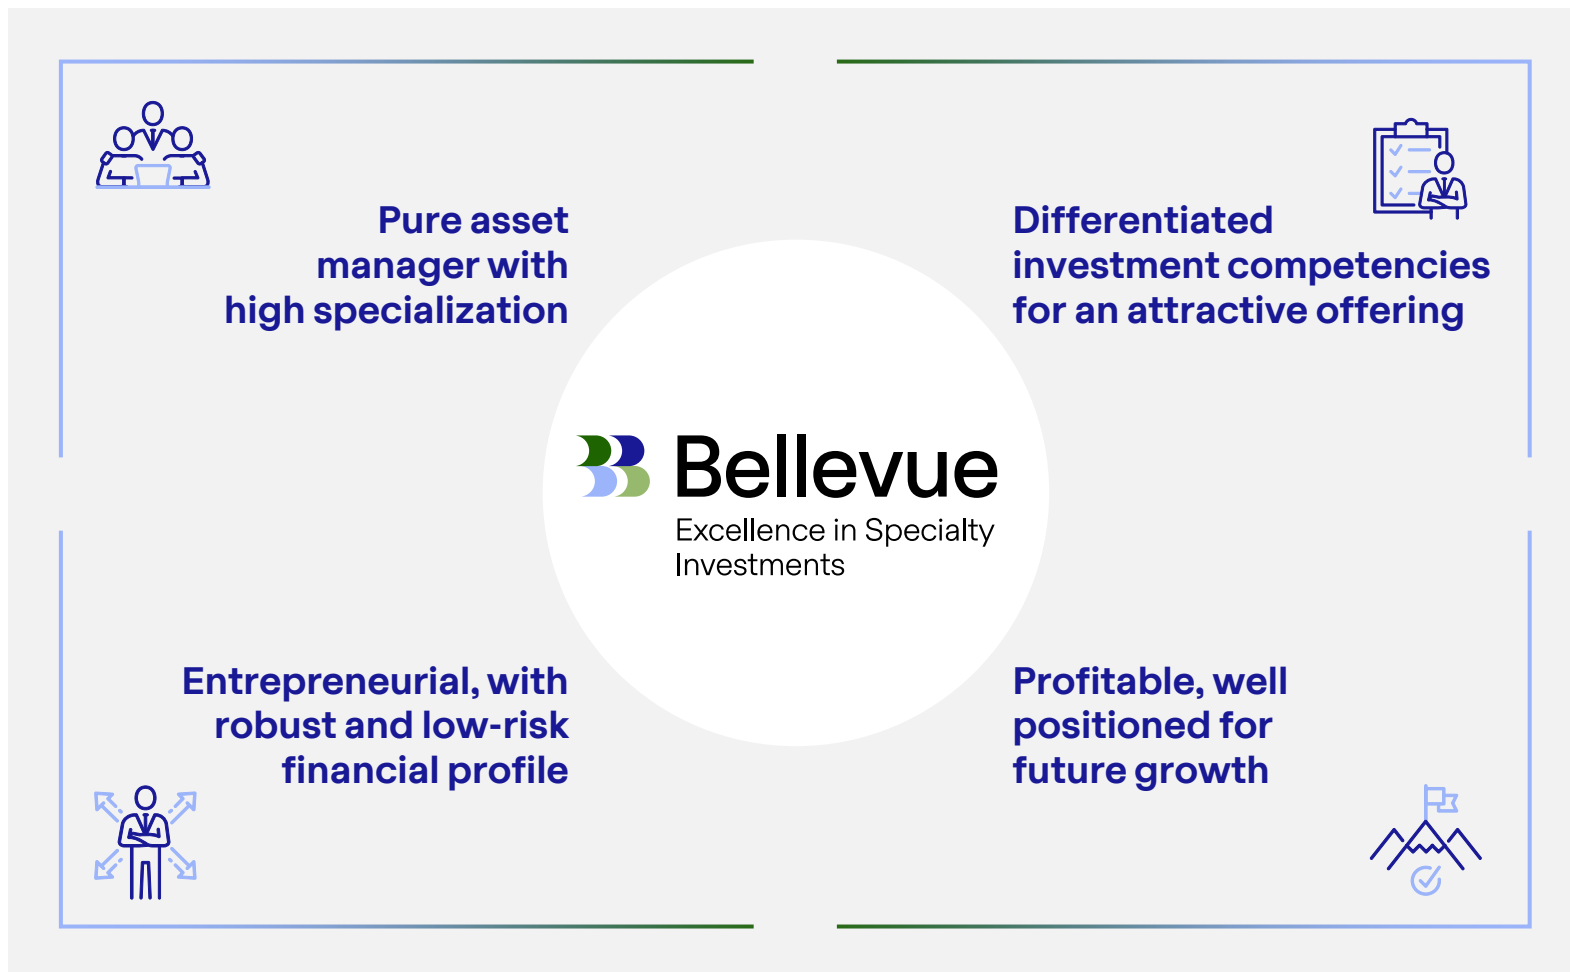 Pure asset
manager with
high specialization
Differentiated
investment competencies
for an attractive offering
Bellevue
Excellence in Specialty
Investments
Entrepreneurial, with
robust and low-risk
financial profile
Profitable, well
positioned for
future growth